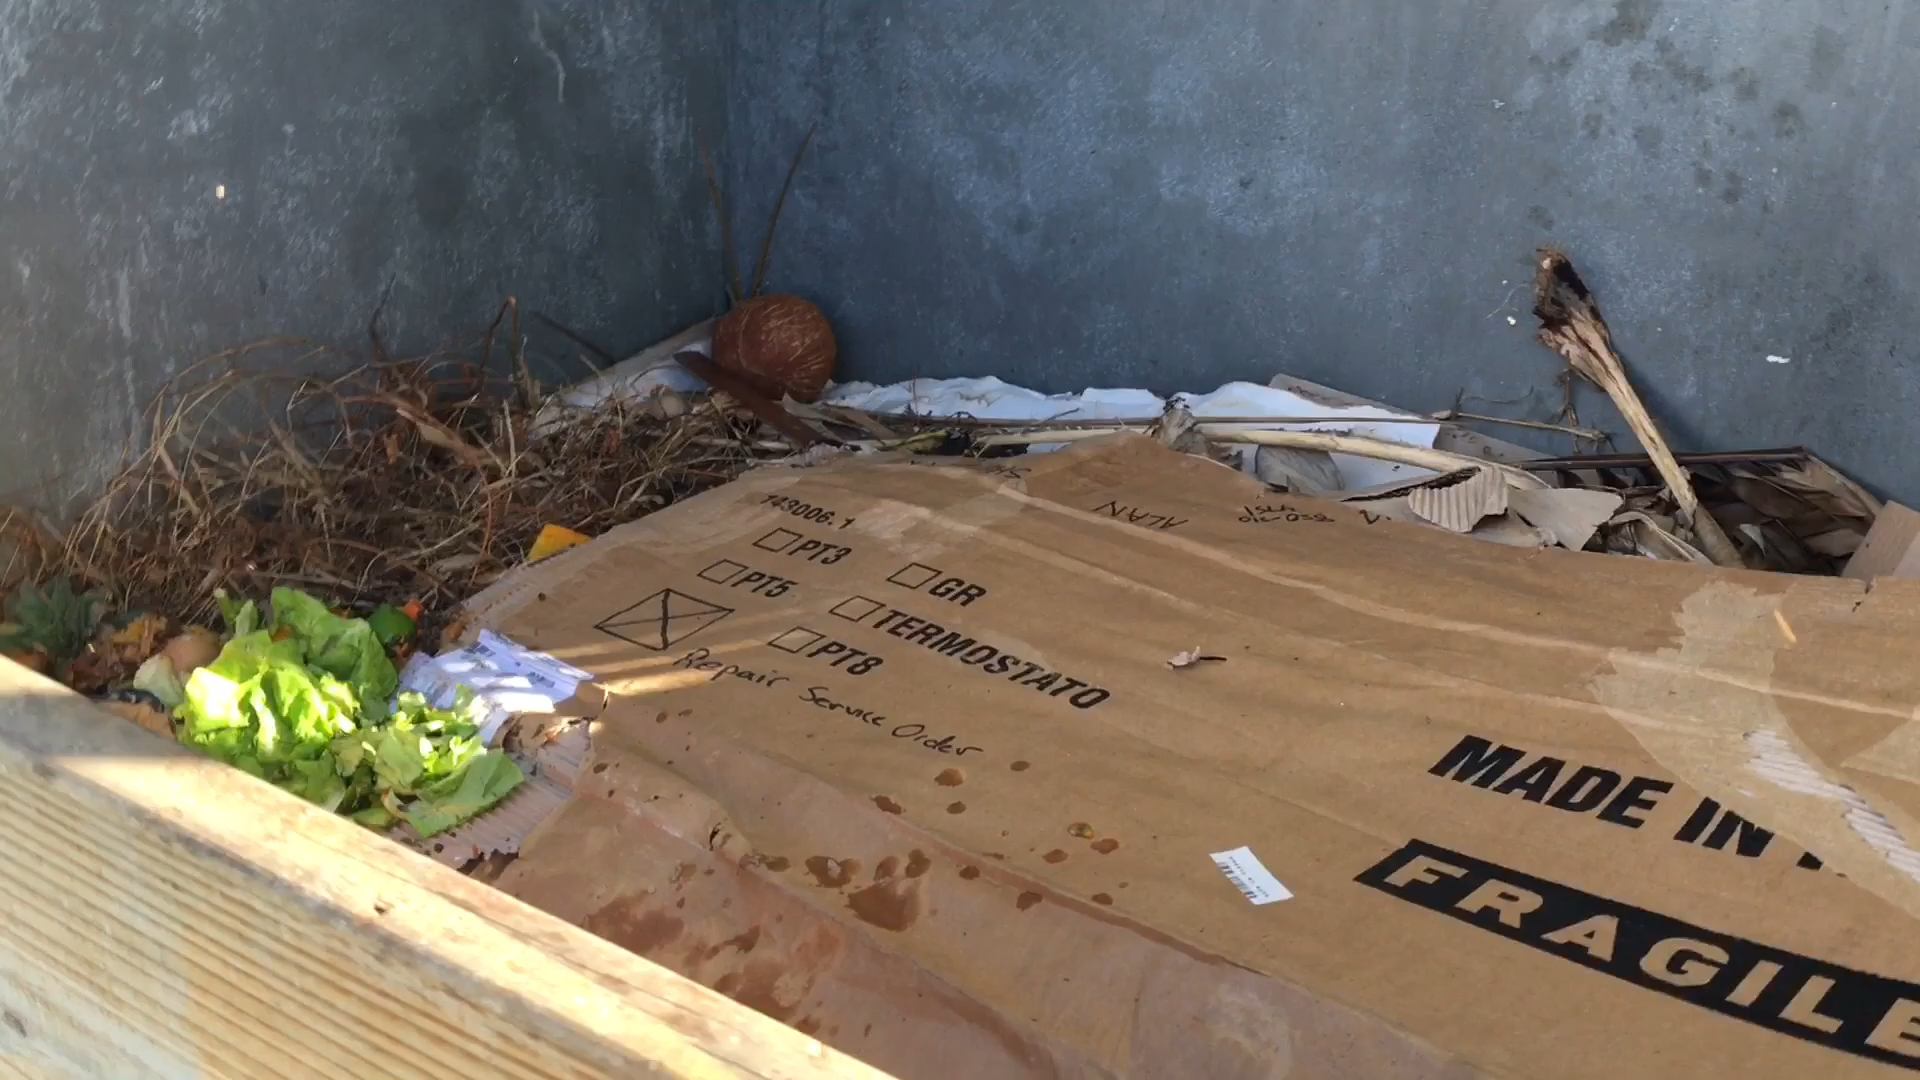 143006.1
PT3
GR
PT5
TERMOSTATO
PT8
Repair Service Order
ALAN
MADE IN
FRAGILE